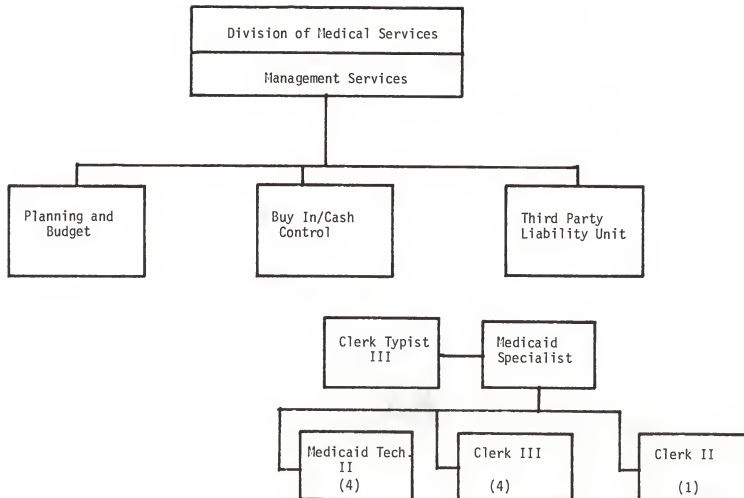 Division of Medical Services
Management Services
Planning and
Budget
Buy In/Cash
Control
Third Party
Liability Unit
Clerk Typist
III
Medicaid
Specialist
Medicaid Tech.
II
(4)
Clerk III
(4)
Clerk II
(1)